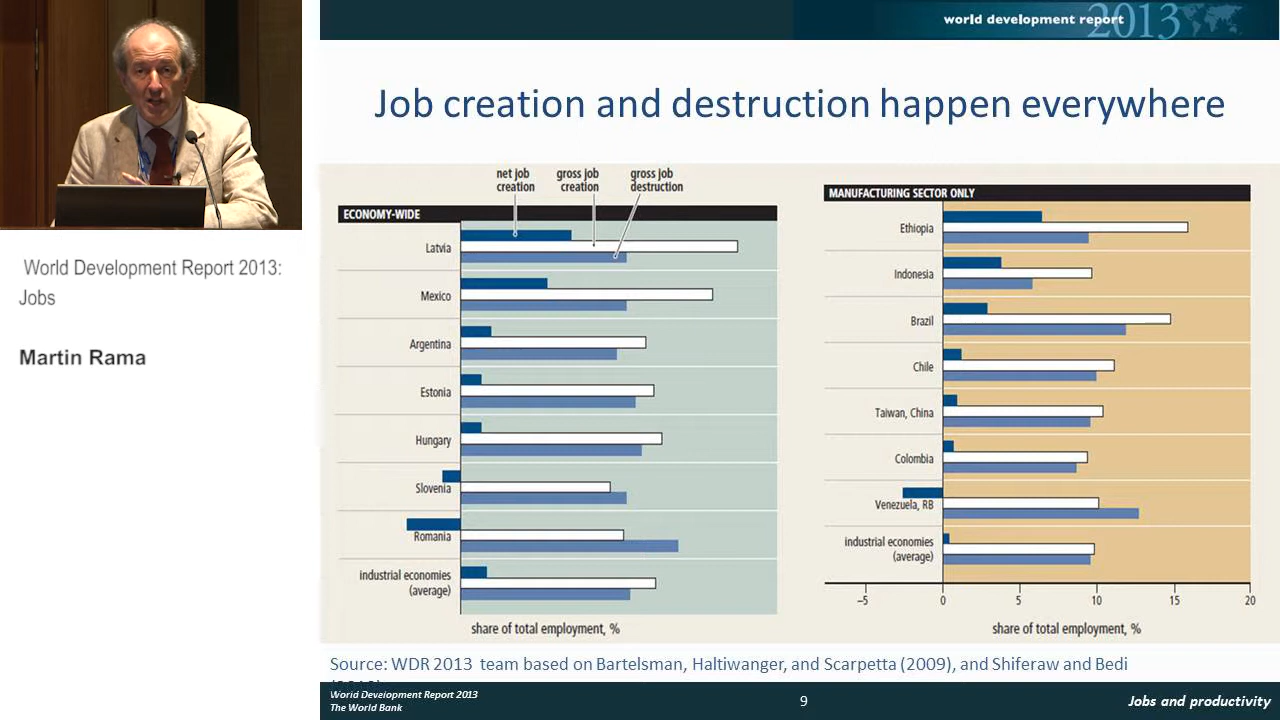 world development report
2013
Job creation and destruction happen everywhere
World Development Report 2013:
Jobs
Martin Rama
net job
creation
gross job
creation
gross job
destruction
ECONOMY-WIDE
Latvia
Mexico
Argentina
Estonia
Hungary
Slovenia
Romania
industrial economies
(average)
share of total employment, %
MANUFACTURING SECTOR ONLY
Ethiopia
Indonesia
Brazil
Chile
Taiwan, China
Colombia
Venezuela, RB
industrial economies
(average)
−5 0 5 10 15 20
share of total employment, %
Source: WDR 2013 team based on Bartelsman, Haltiwanger, and Scarpetta (2009), and Shiferaw and Bedi
World Development Report 2013
The World Bank
9
Jobs and productivity